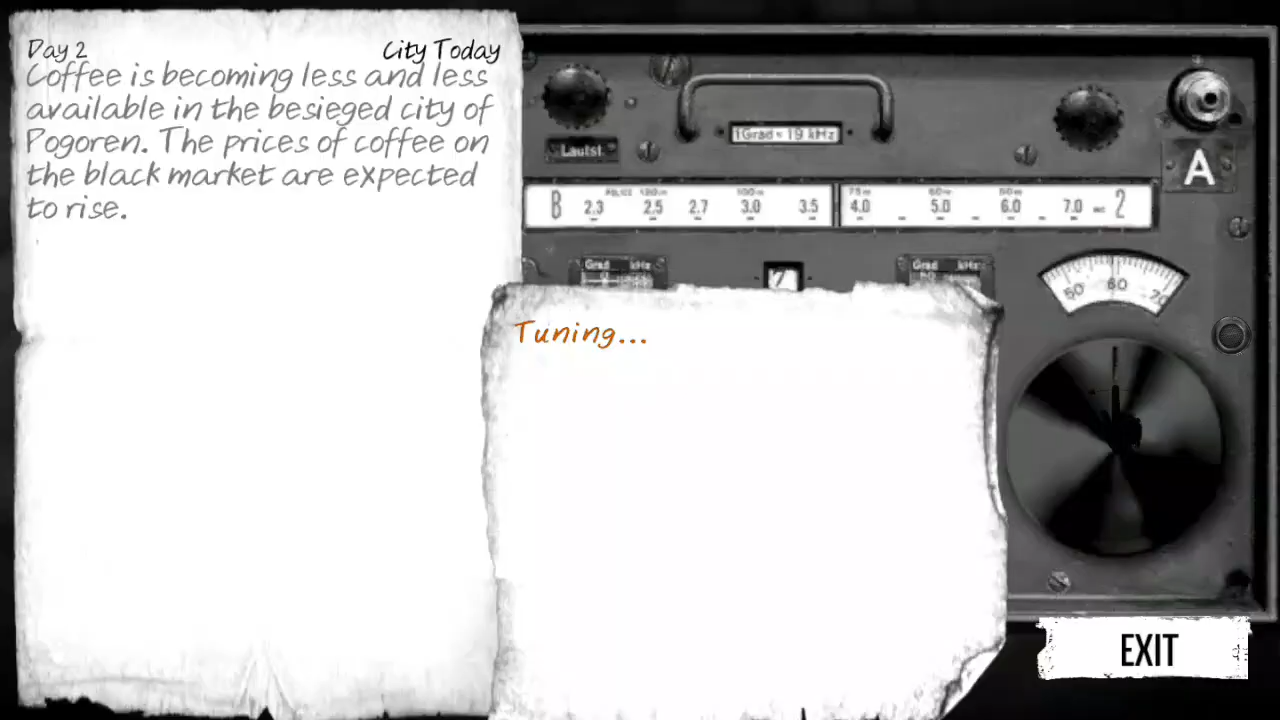 Day 2 City Today
Coffee is becoming less and less
available in the besieged city of
Pogoren. The prices of coffee on
the black market are expected
to rise.
Lautst
1Grad = 19 kHz
A
B 2.3 2.5 2.7 3.0 3.5 4.0 5.0 6.0 7.0 2
Grad kHz
7
Grad kHz
50 60 70
Tuning...
EXIT